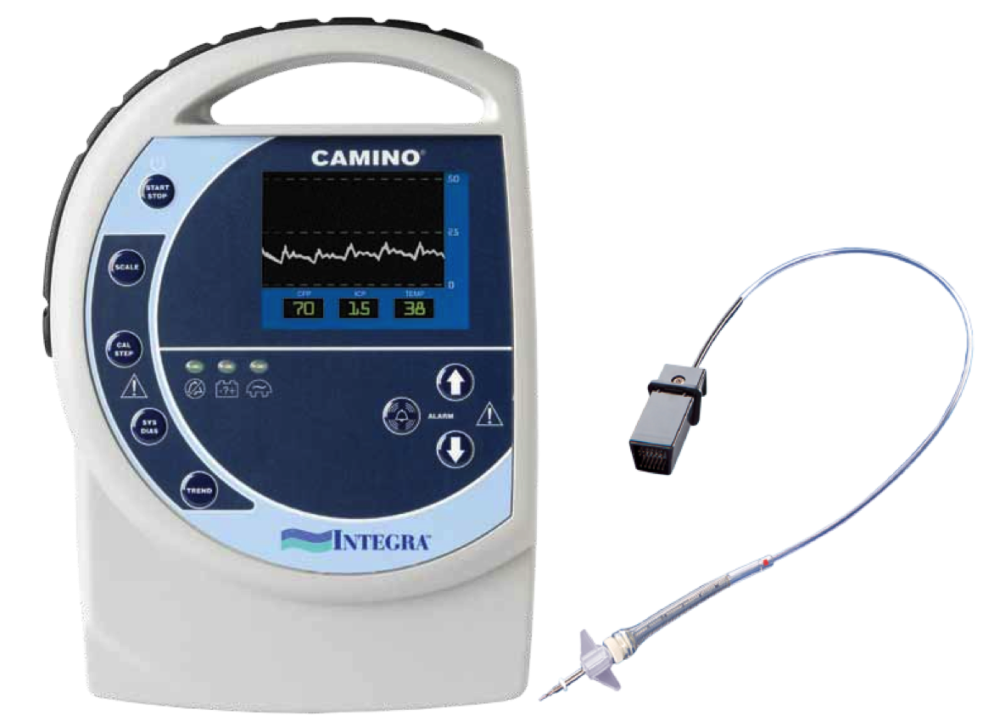 CAMINO®
START
STOP
50
SCALE
25
0
CPP
ICP
TEMP
70
15
38
CAL
STEP
-?+
ALARM
SYS
DIAS
TREND
INTEGRA™